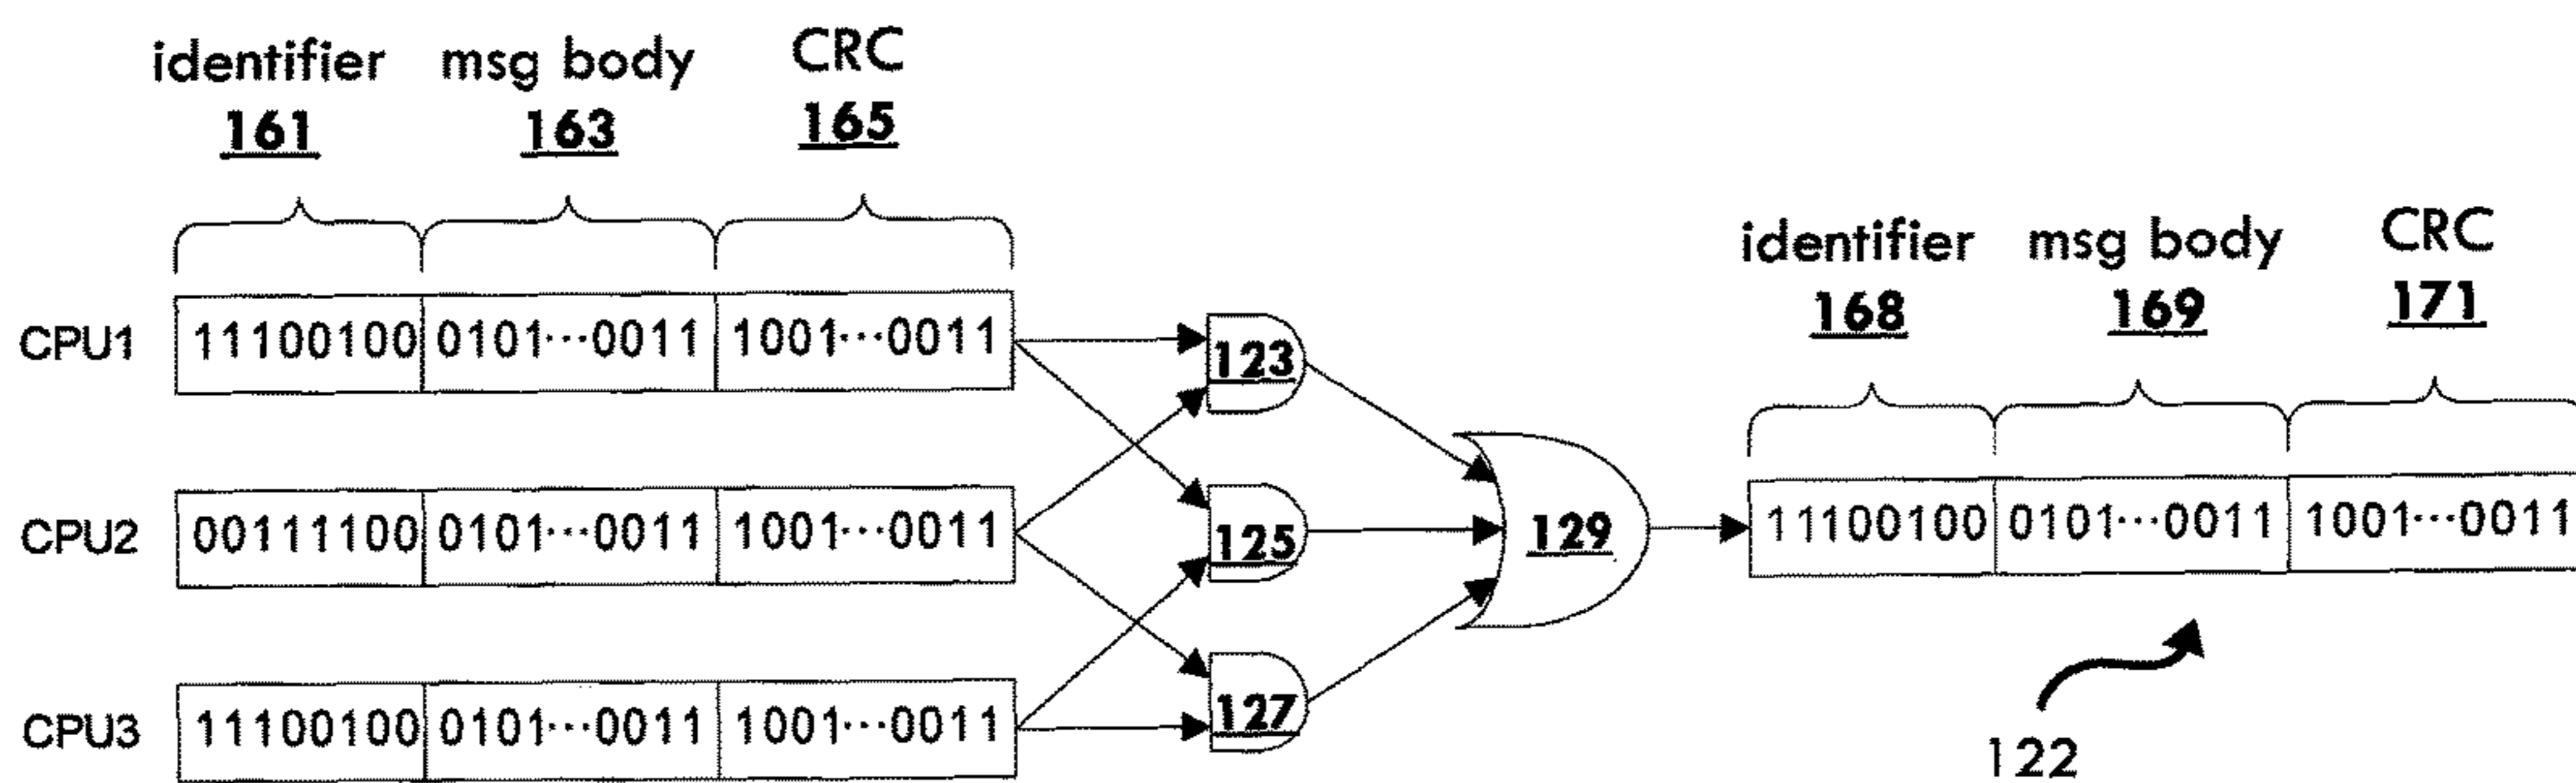 identifier msg body CRC
161 163 165
identifier msg body CRC
168 169 171
CPU1 11100100 0101···0011 1001···0011
123
CPU2 00111100 0101···0011 1001···0011
125 129 11100100 0101···0011 1001···0011
CPU3 11100100 0101···0011 1001···0011
127
122